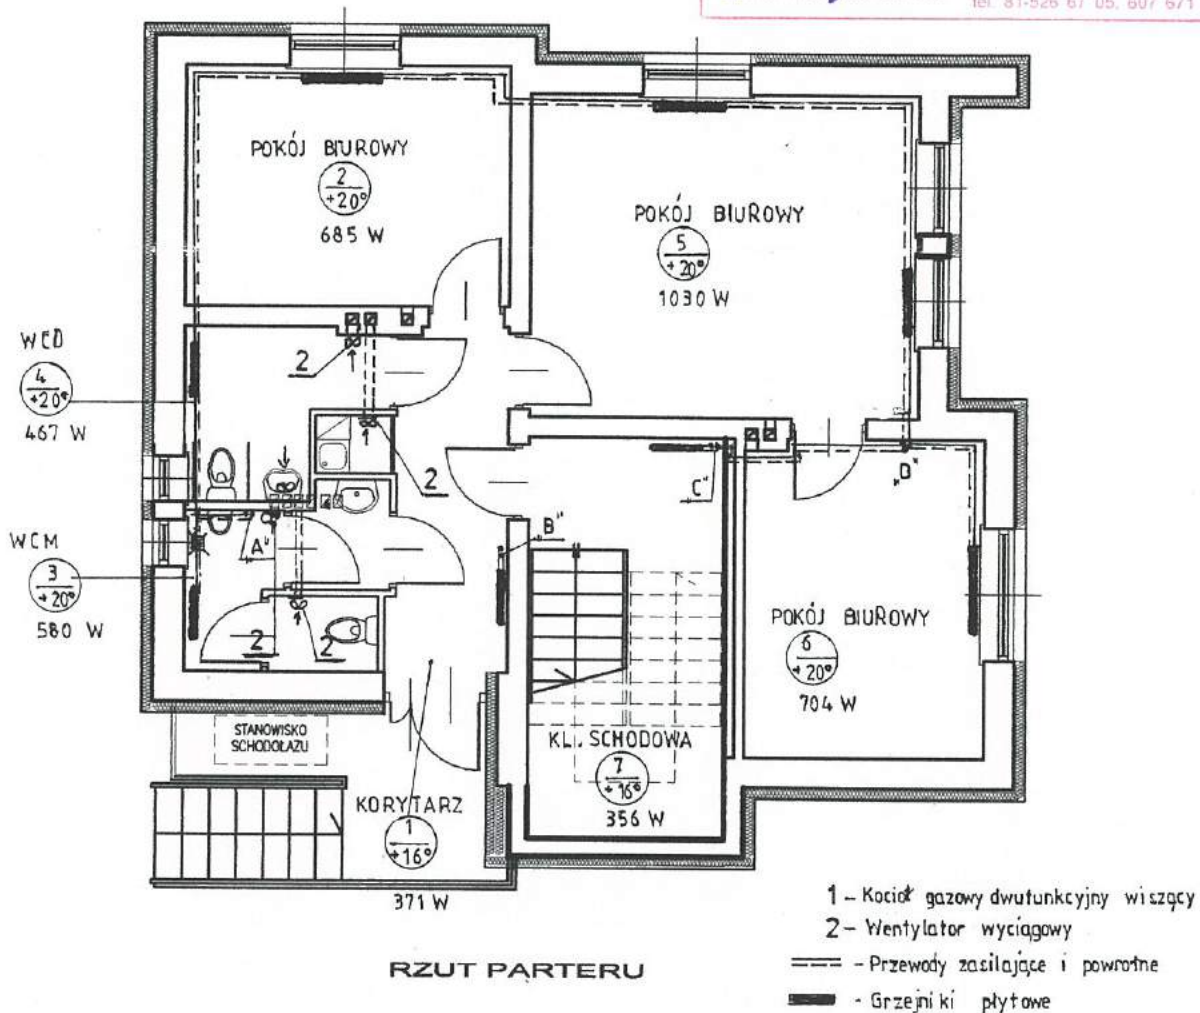 tel. 81-526 67 05, 607 671
POKÓJ BIUROWY
2
+20°
685 W
POKÓJ BIUROWY
5
+20°
1030 W
WCD
4
+20°
467 W
2
2
WCM
3
+20°
580 W
„A"
„B"
„C"
„D"
2
2
POKÓJ BIUROWY
6
+20°
704 W
STANOWISKO
SCHODOŁAZU
KL. SCHODOWA
7
+16°
356 W
KORYTARZ
1
+16°
371 W
RZUT PARTERU
1 - Kocioł gazowy dwufunkcyjny wiszący
2 - Wentylator wyciągowy
- Przewody zasilające i powrotne
- Grzejniki płytowe